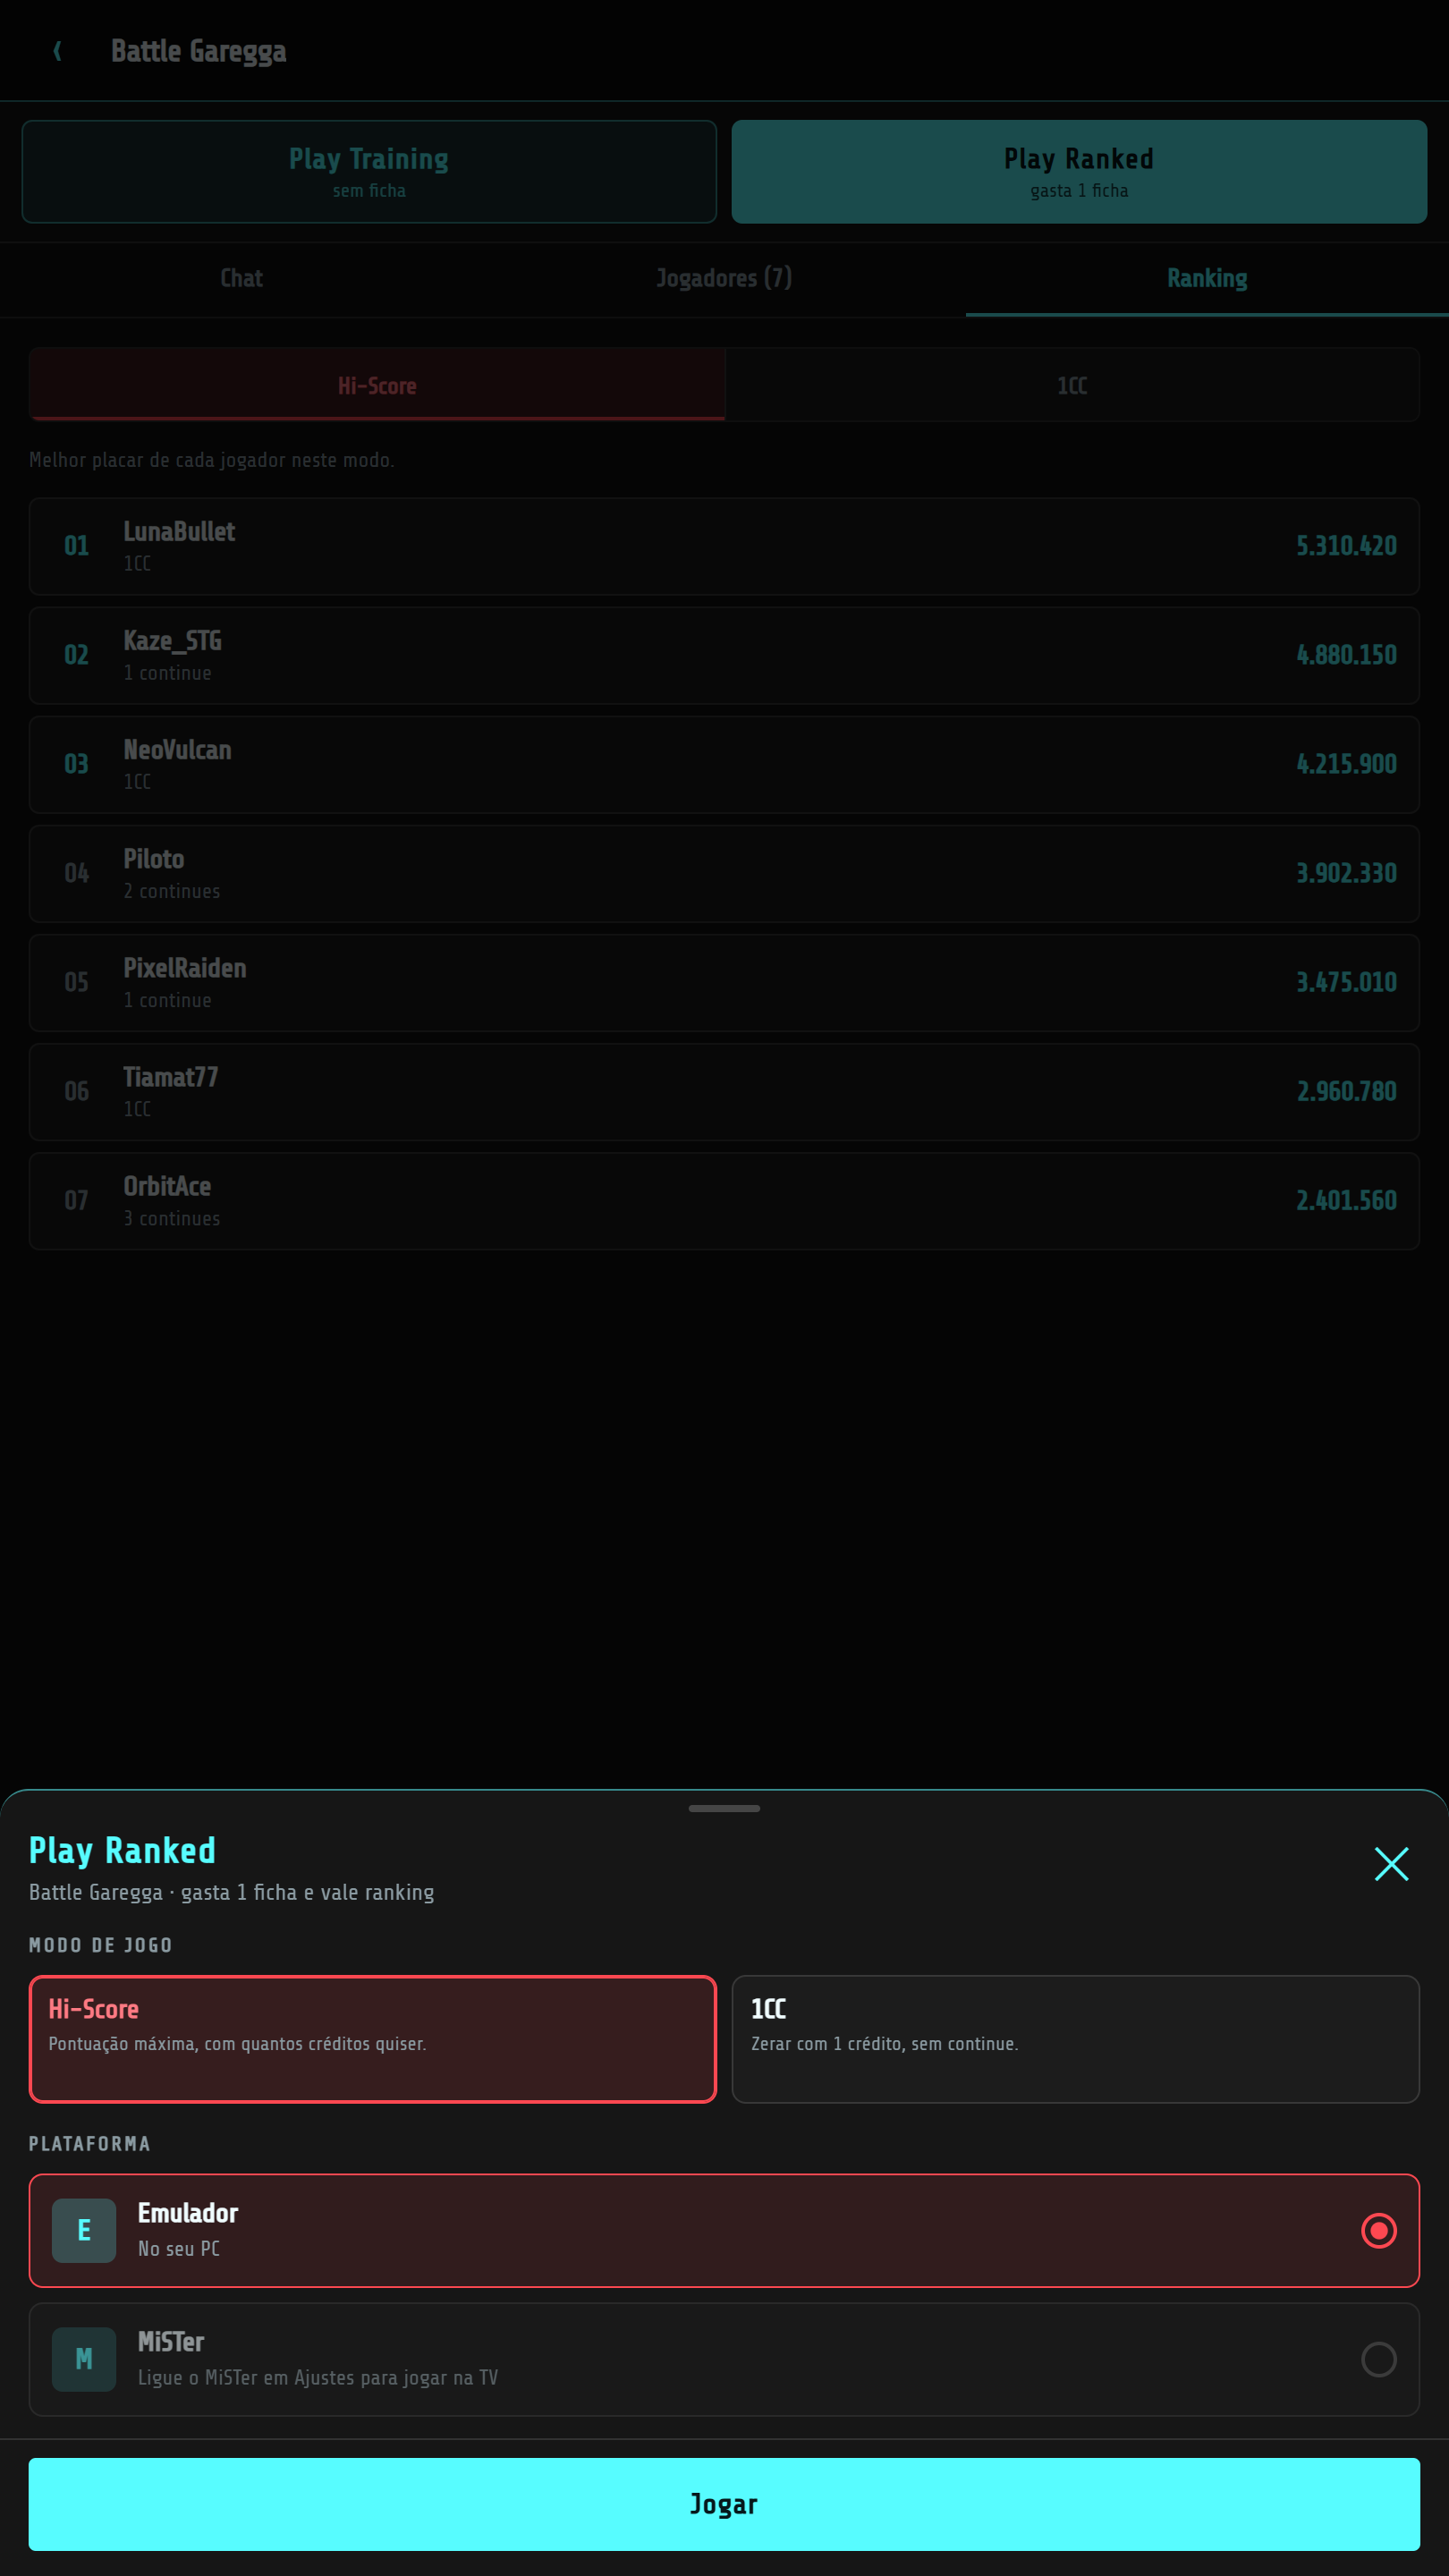 Battle Garegga
Play Training
sem ficha
Play Ranked
gasta 1 ficha
Chat
Jogadores (7)
Ranking
Hi-Score
1CC
Melhor placar de cada jogador neste modo.
01
LunaBullet
1CC
5.310.420
02
Kaze_STG
1 continue
4.880.150
03
NeoVulcan
1CC
4.215.900
04
Piloto
2 continues
3.902.330
05
PixelRaiden
1 continue
3.475.010
06
Tiamat77
1CC
2.960.780
07
OrbitAce
3 continues
2.401.560
Play Ranked
Battle Garegga · gasta 1 ficha e vale ranking
MODO DE JOGO
Hi-Score
Pontuação máxima, com quantos créditos quiser.
1CC
Zerar com 1 crédito, sem continue.
PLATAFORMA
E
Emulador
No seu PC
M
MiSTer
Ligue o MiSTer em Ajustes para jogar na TV
Jogar